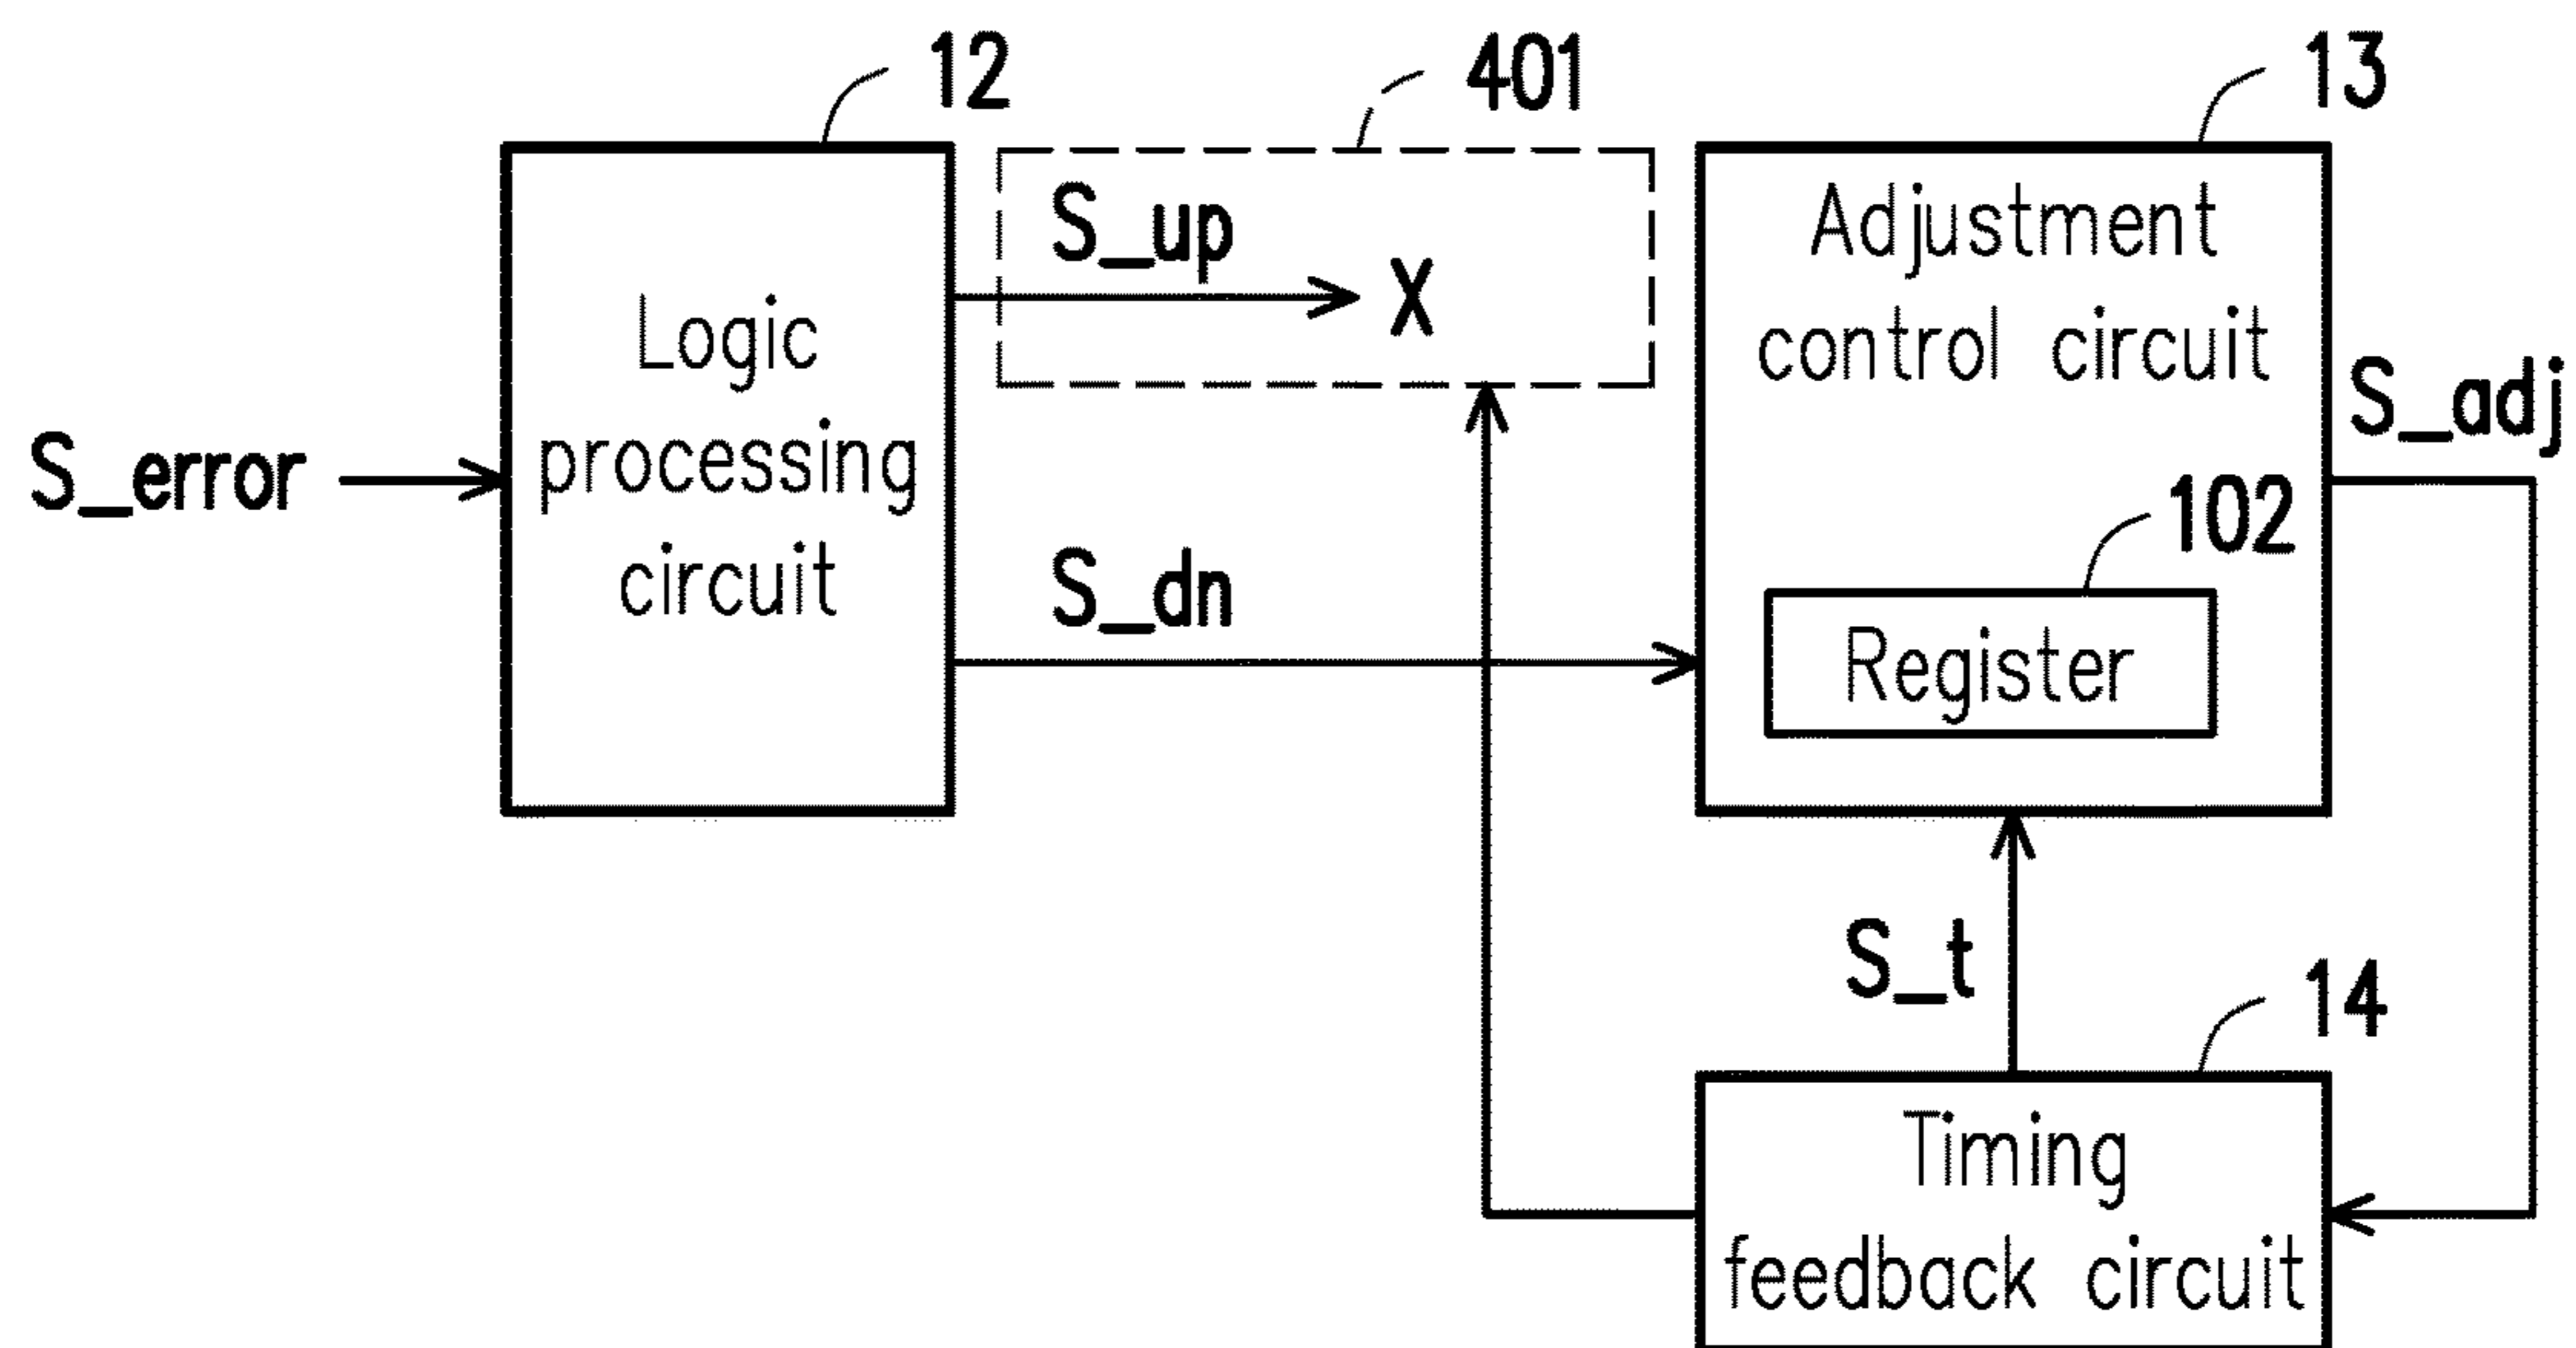 12
401
13
S_up
X
Adjustment
control circuit
Logic
processing
circuit
S_error
S_adj
102
S_dn
Register
S_t
14
Timing
feedback circuit